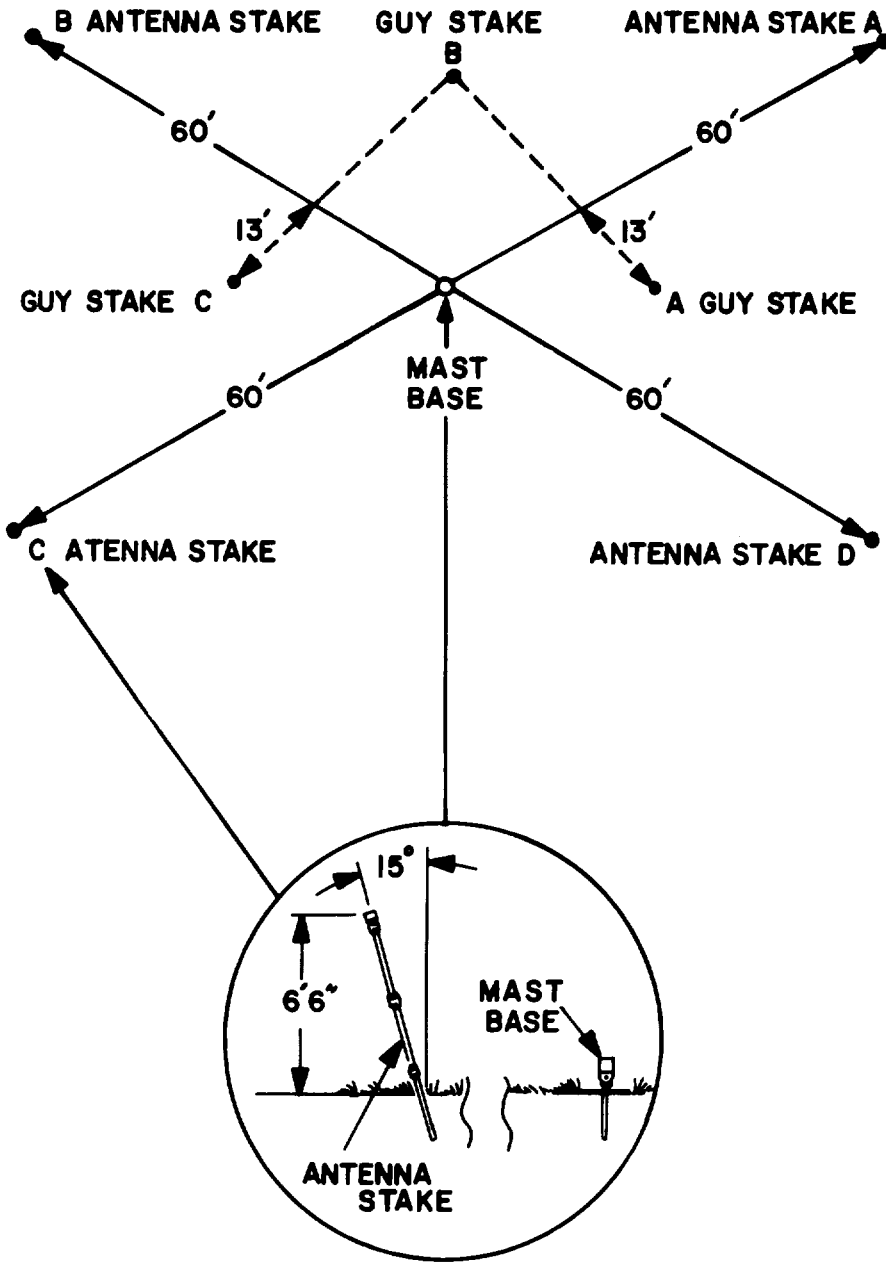 B ANTENNA STAKE
GUY STAKE
B
ANTENNA STAKE A
60'
60'
13'
13'
GUY STAKE C
A GUY STAKE
MAST
BASE
60'
60'
C ATENNA STAKE
ANTENNA STAKE D
15°
6'6"
MAST
BASE
ANTENNA
STAKE